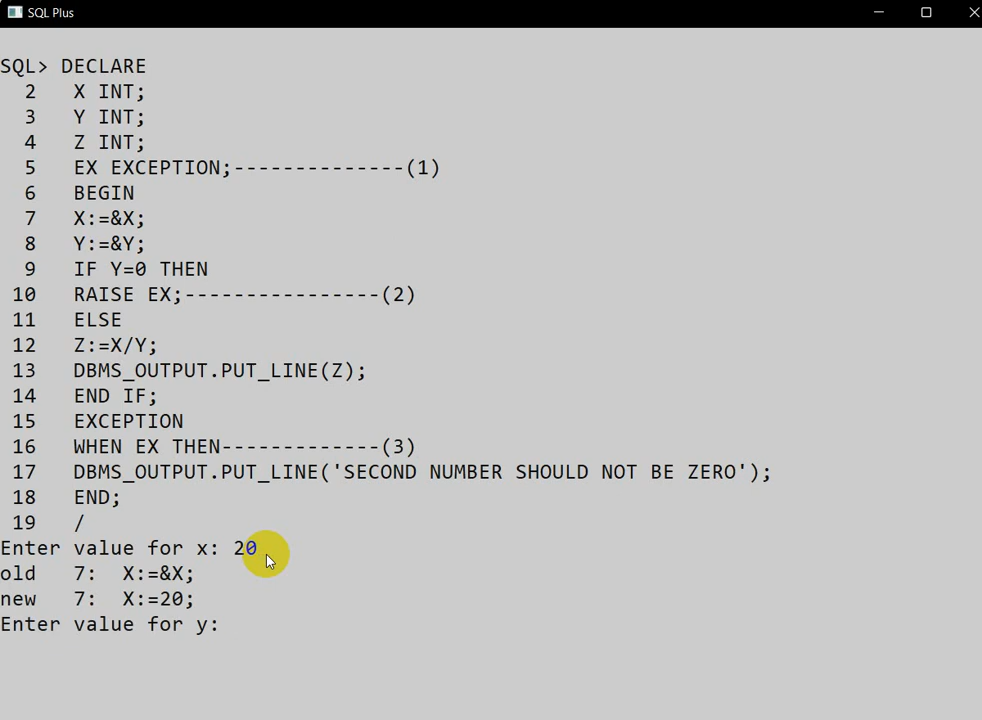 SQL Plus
SQL> DECLARE
2 X INT;
3 Y INT;
4 Z INT;
5 EX EXCEPTION;--------------(1)
6 BEGIN
7 X:=&X;
8 Y:=&Y;
9 IF Y=0 THEN
10 RAISE EX;----------------(2)
11 ELSE
12 Z:=X/Y;
13 DBMS_OUTPUT.PUT_LINE(Z);
14 END IF;
15 EXCEPTION
16 WHEN EX THEN-------------(3)
17 DBMS_OUTPUT.PUT_LINE('SECOND NUMBER SHOULD NOT BE ZERO');
18 END;
19 /
Enter value for x: 20
old 7: X:=&X;
new 7: X:=20;
Enter value for y: